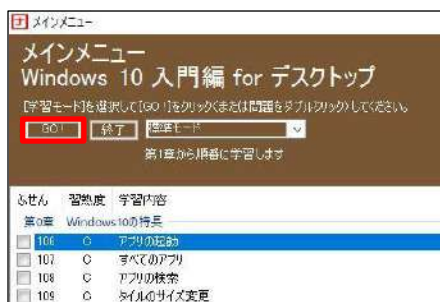 メインメニュー
メインメニュー
Windows 10 入門編 for デスクトップ
[学習モード]を選択して[GO!]をクリック(または問題をダブルクリック)してください。
GO! 終了 標準モード
第1章から順番に学習します
ふせん 習熟度 学習内容
第0章 Windows10の特長
106 ○ アプリの起動
107 ○ すべてのアプリ
108 ○ アプリの検索
109 ○ タイルのサイズ変更